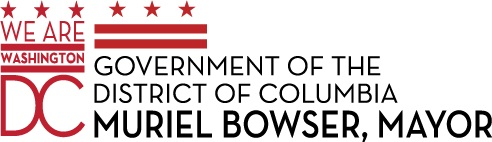 WE ARE
WASHINGTON
DC
GOVERNMENT OF THE
DISTRICT OF COLUMBIA
MURIEL BOWSER, MAYOR